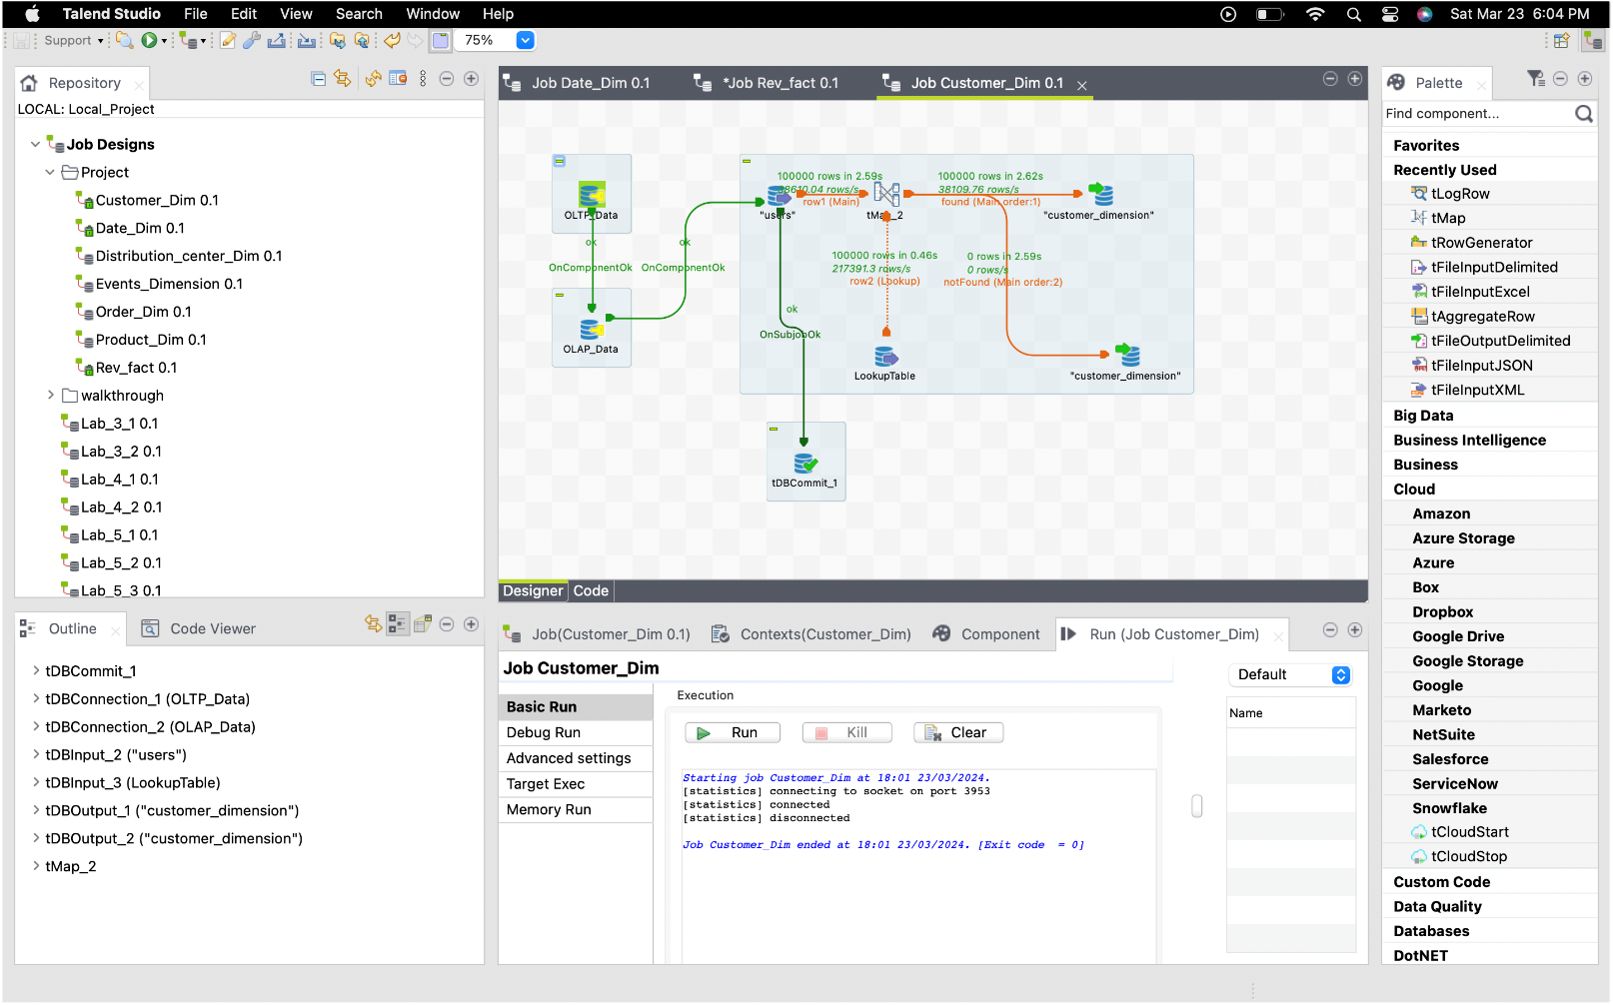 Talend Studio File Edit View Search Window Help Sat Mar 23 6:04 PM
Support 75%
Repository
LOCAL: Local_Project
Job Designs
Project
Customer_Dim 0.1
Date_Dim 0.1
Distribution_center_Dim 0.1
Events_Dimension 0.1
Order_Dim 0.1
Product_Dim 0.1
Rev_fact 0.1
walkthrough
Lab_3_1 0.1
Lab_3_2 0.1
Lab_4_1 0.1
Lab_4_2 0.1
Lab_5_1 0.1
Lab_5_2 0.1
Lab_5_3 0.1
Outline Code Viewer
tDBCommit_1
tDBConnection_1 (OLTP_Data)
tDBConnection_2 (OLAP_Data)
tDBInput_2 ("users")
tDBInput_3 (LookupTable)
tDBOutput_1 ("customer_dimension")
tDBOutput_2 ("customer_dimension")
tMap_2
Job Date_Dim 0.1 *Job Rev_fact 0.1 Job Customer_Dim 0.1
OLTP_Data
ok
OnComponentOk
OLAP_Data
ok
OnComponentOk
100000 rows in 2.59s
38610.04 rows/s
row1 (Main)
"users"
tMap_2
100000 rows in 2.62s
38109.76 rows/s
found (Main order:1)
"customer_dimension"
100000 rows in 0.46s
217391.3 rows/s
row2 (Lookup)
0 rows in 2.59s
0 rows/s
notFound (Main order:2)
ok
OnSubjobOk
LookupTable
"customer_dimension"
tDBCommit_1
Designer Code
Job(Customer_Dim 0.1) Contexts(Customer_Dim) Component Run (Job Customer_Dim)
Job Customer_Dim
Basic Run
Debug Run
Advanced settings
Target Exec
Memory Run
Execution
Run Kill Clear
Starting job Customer_Dim at 18:01 23/03/2024.
[statistics] connecting to socket on port 3953
[statistics] connected
[statistics] disconnected
Job Customer_Dim ended at 18:01 23/03/2024. [Exit code = 0]
Default
Name
Palette
Find component...
Favorites
Recently Used
tLogRow
tMap
tRowGenerator
tFileInputDelimited
tFileInputExcel
tAggregateRow
tFileOutputDelimited
tFileInputJSON
tFileInputXML
Big Data
Business Intelligence
Business
Cloud
Amazon
Azure Storage
Azure
Box
Dropbox
Google Drive
Google Storage
Google
Marketo
NetSuite
Salesforce
ServiceNow
Snowflake
tCloudStart
tCloudStop
Custom Code
Data Quality
Databases
DotNET